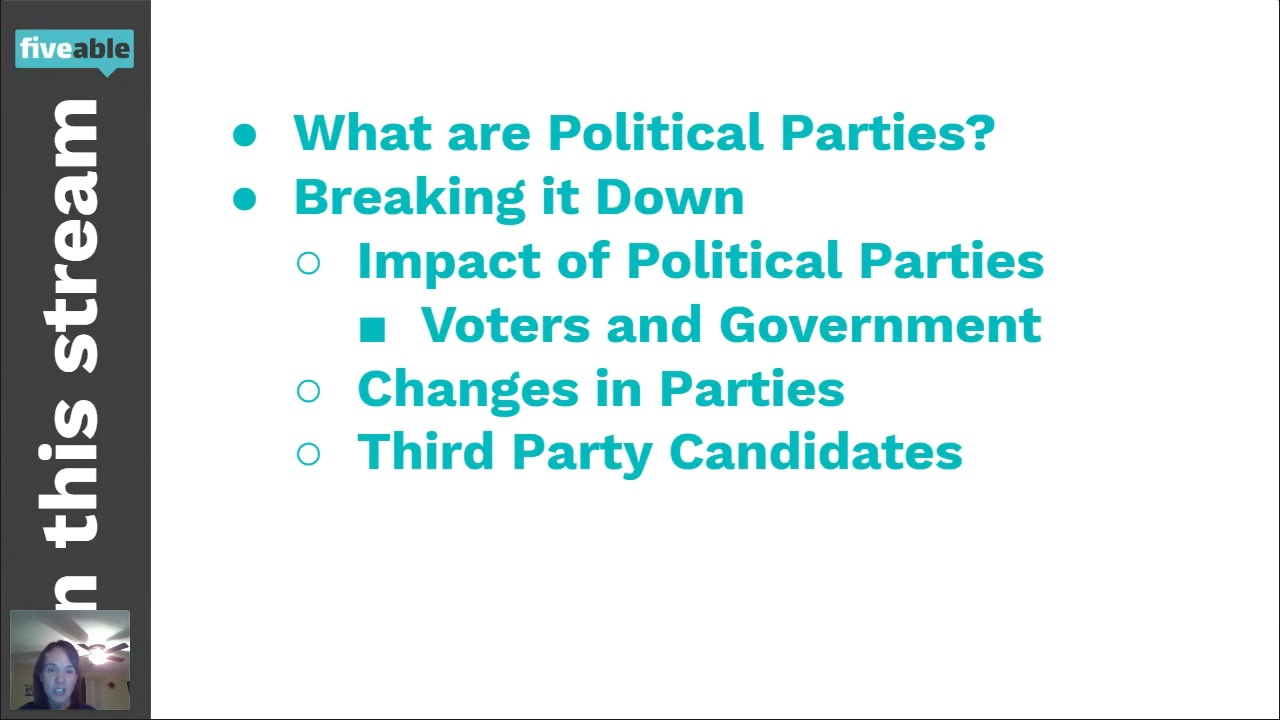 fiveable
n this stream
● What are Political Parties?
● Breaking it Down
○ Impact of Political Parties
■ Voters and Government
○ Changes in Parties
○ Third Party Candidates